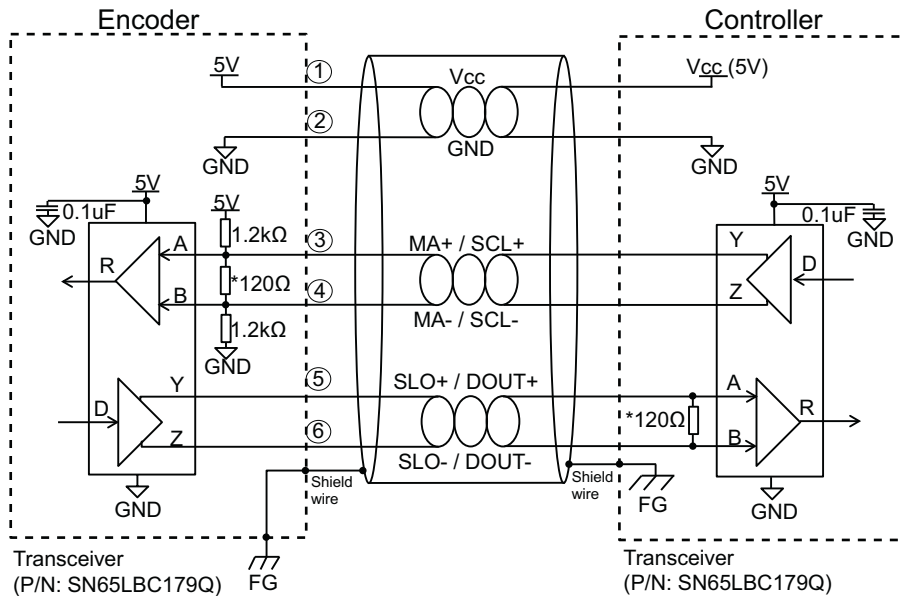 Encoder
Controller
5V
①
Vcc
Vcc (5V)
②
GND
GND
GND
5V
0.1uF
GND
5V
1.2kΩ
③
MA+ / SCL+
A
R
*120Ω
B
④
MA- / SCL-
1.2kΩ
GND
5V
0.1uF
GND
Y
D
Z
⑤
SLO+ / DOUT+
Y
D
Z
⑥
SLO- / DOUT-
A
R
*120Ω
B
GND
Shield
wire
FG
Shield
wire
FG
GND
Transceiver
(P/N: SN65LBC179Q)
Transceiver
(P/N: SN65LBC179Q)